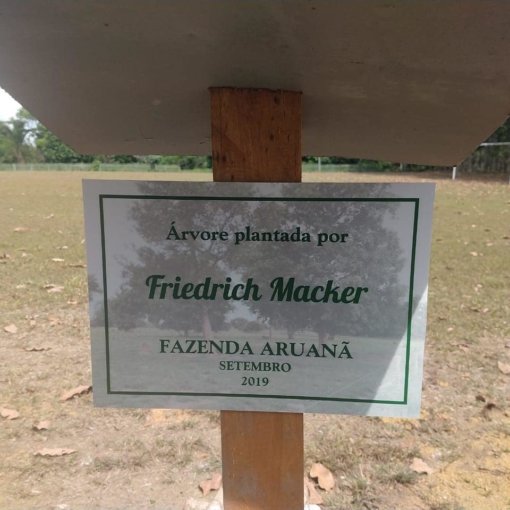 Árvore plantada por
Friedrich Macker
FAZENDA ARUANÃ
SETEMBRO
2019